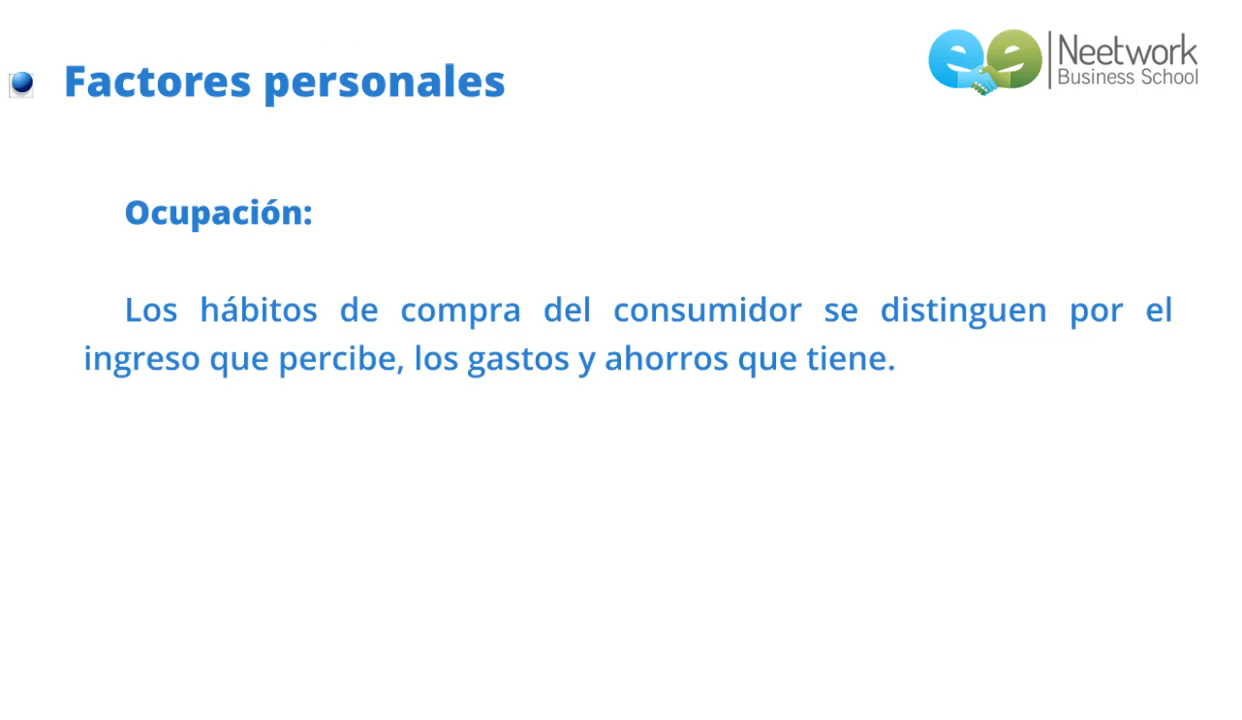 Neetwork
Business School
Factores personales
Ocupación:
Los hábitos de compra del consumidor se distinguen por el
ingreso que percibe, los gastos y ahorros que tiene.